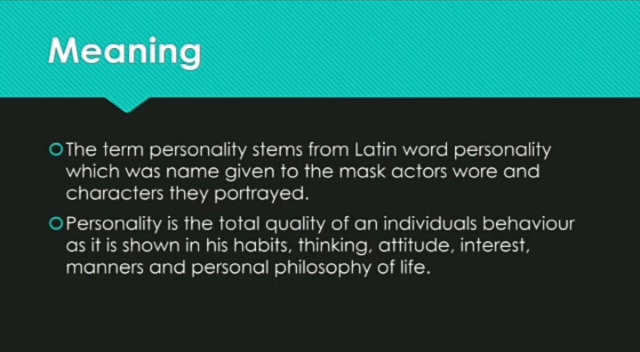 Meaning
The term personality stems from Latin word personality
which was name given to the mask actors wore and
characters they portrayed.
Personality is the total quality of an individuals behaviour
as it is shown in his habits, thinking, attitude, interest,
manners and personal philosophy of life.